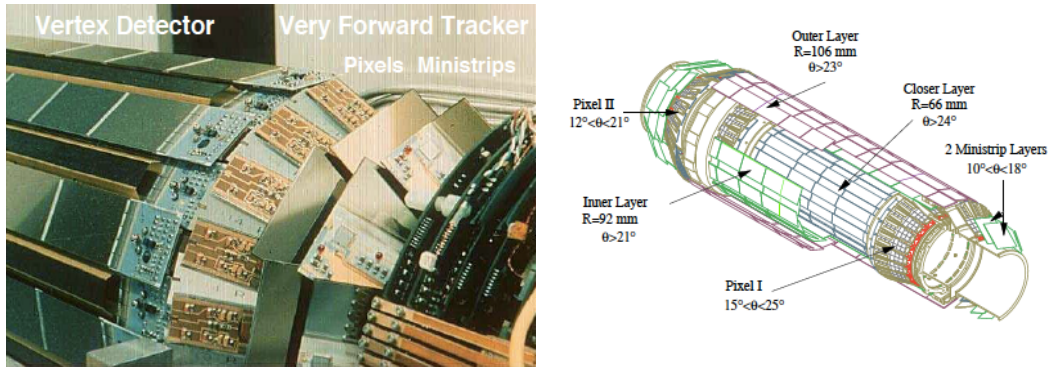 Vertex Detector
Very Forward Tracker
Pixels Ministrips
Outer Layer
R=106 mm
θ>23°
Closer Layer
R=66 mm
θ>24°
Pixel II
12°<θ<21°
2 Ministrip Layers
10°<θ<18°
Inner Layer
R=92 mm
θ>21°
Pixel I
15°<θ<25°